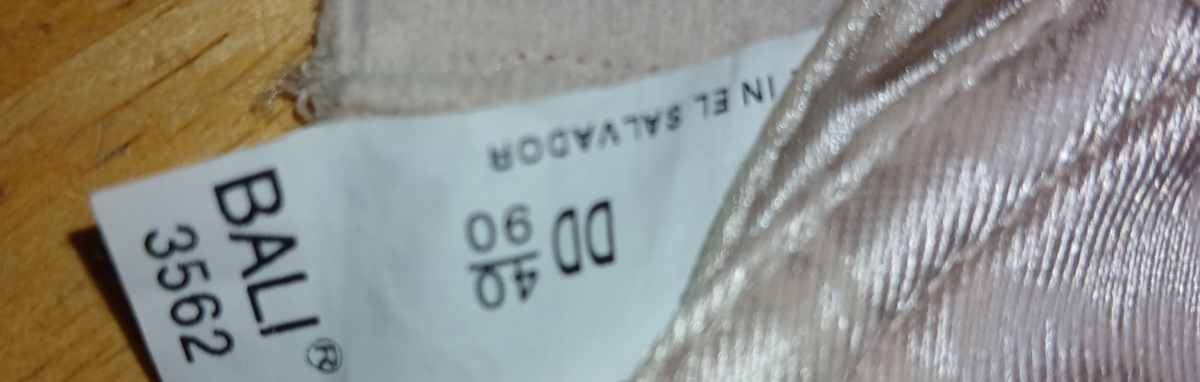 BALI®
3562
IN EL SALVADOR
DD 40
90